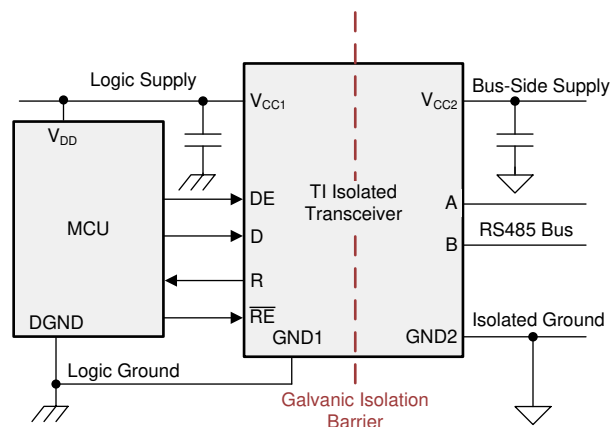 Logic Supply
Bus-Side Supply
VCC1
VCC2
VDD
MCU
TI Isolated
Transceiver
DE
D
R
RE
A
RS485 Bus
B
DGND
GND1
GND2
Isolated Ground
Logic Ground
Galvanic Isolation
Barrier